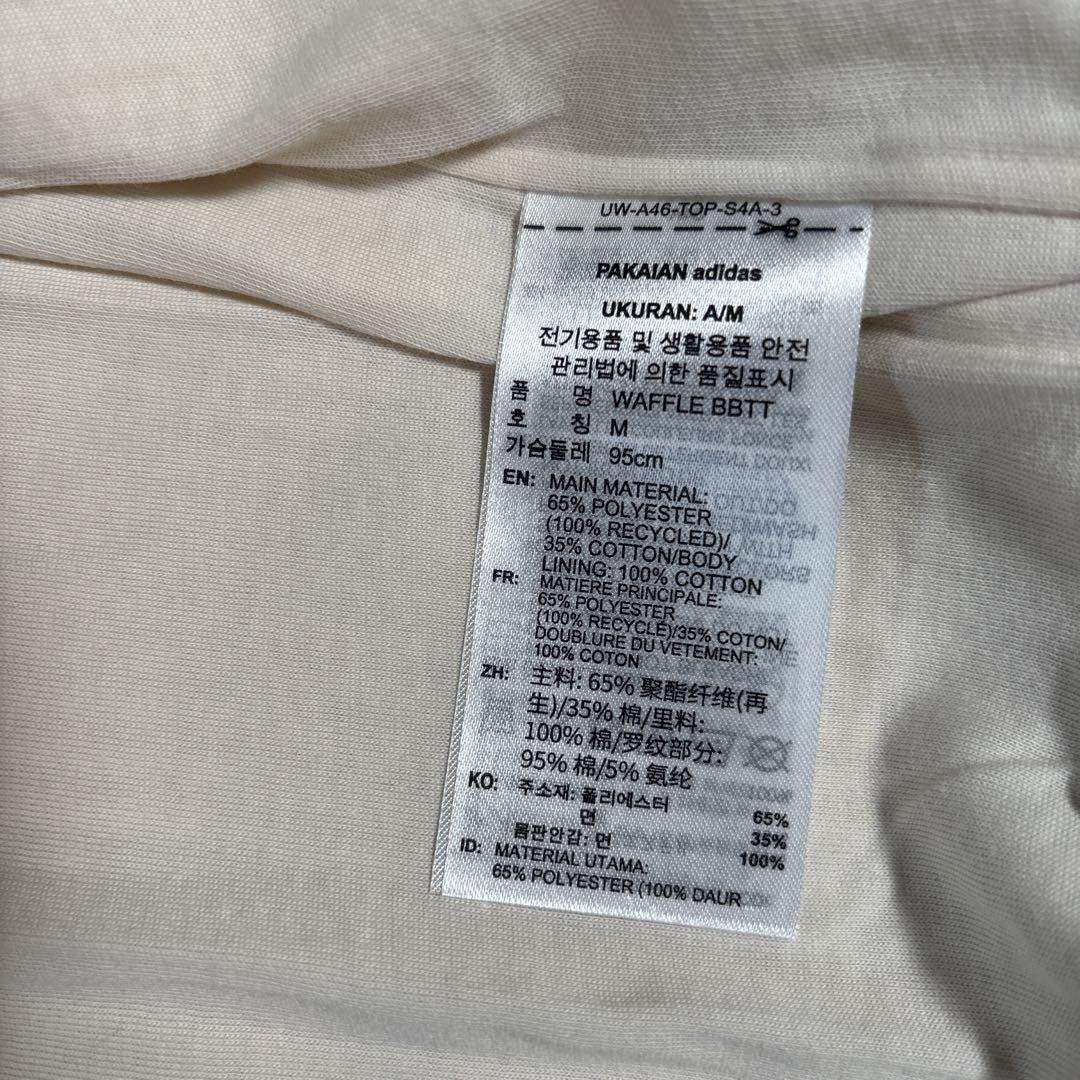 UW-A46-TOP-S4A-3
PAKAIAN adidas
UKURAN: A/M
전기용품 및 생활용품 안전
관리법에 의한 품질표시
품 명 WAFFLE BBTT
호 칭 M
가슴둘레 95cm
EN: MAIN MATERIAL:
65% POLYESTER
(100% RECYCLED)/
35% COTTON/BODY
LINING: 100% COTTON
FR: MATIERE PRINCIPALE:
65% POLYESTER
(100% RECYCLÉ)/35% COTON/
DOUBLURE DU VETEMENT:
100% COTON
ZH: 主料: 65% 聚酯纤维(再
生)/35% 棉/里料:
100% 棉/罗纹部分:
95% 棉/5% 氨纶
KO: 주소재: 폴리에스터 65%
면 35%
몸판안감: 면 100%
ID: MATERIAL UTAMA:
65% POLYESTER (100% DAUR